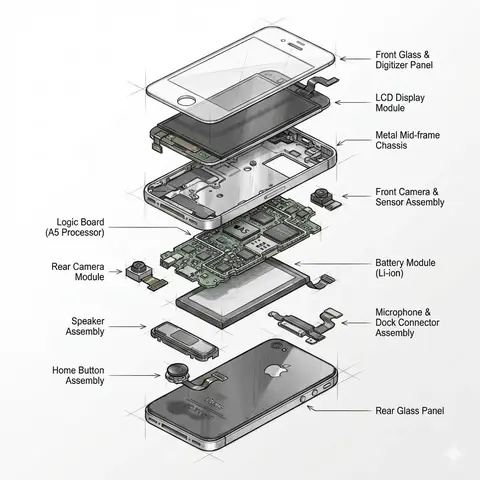 Front Glass &
Digitizer Panel
LCD Display
Module
Metal Mid-frame
Chassis
Front Camera &
Sensor Assembly
Logic Board
(A5 Processor)
A5
Rear Camera
Module
Battery Module
(Li-ion)
Speaker
Assembly
Microphone &
Dock Connector
Assembly
Home Button
Assembly
Rear Glass Panel